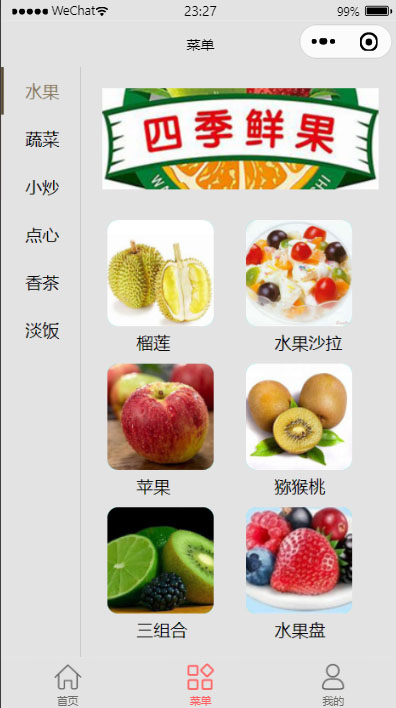 WeChat 23:27 99%
菜单
水果
蔬菜
小炒
点心
香茶
淡饭
四季鲜果
榴莲 水果沙拉
苹果 猕猴桃
三组合 水果盘
首页 菜单 我的